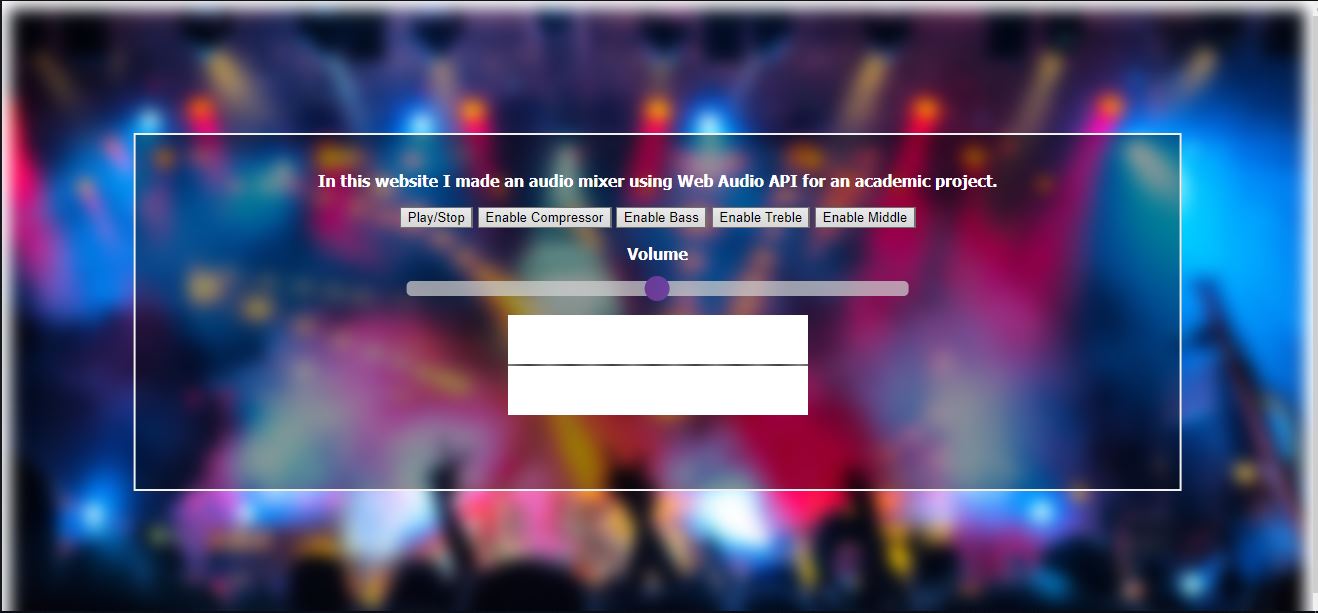 In this website I made an audio mixer using Web Audio API for an academic project.
Play/Stop Enable Compressor Enable Bass Enable Treble Enable Middle
Volume